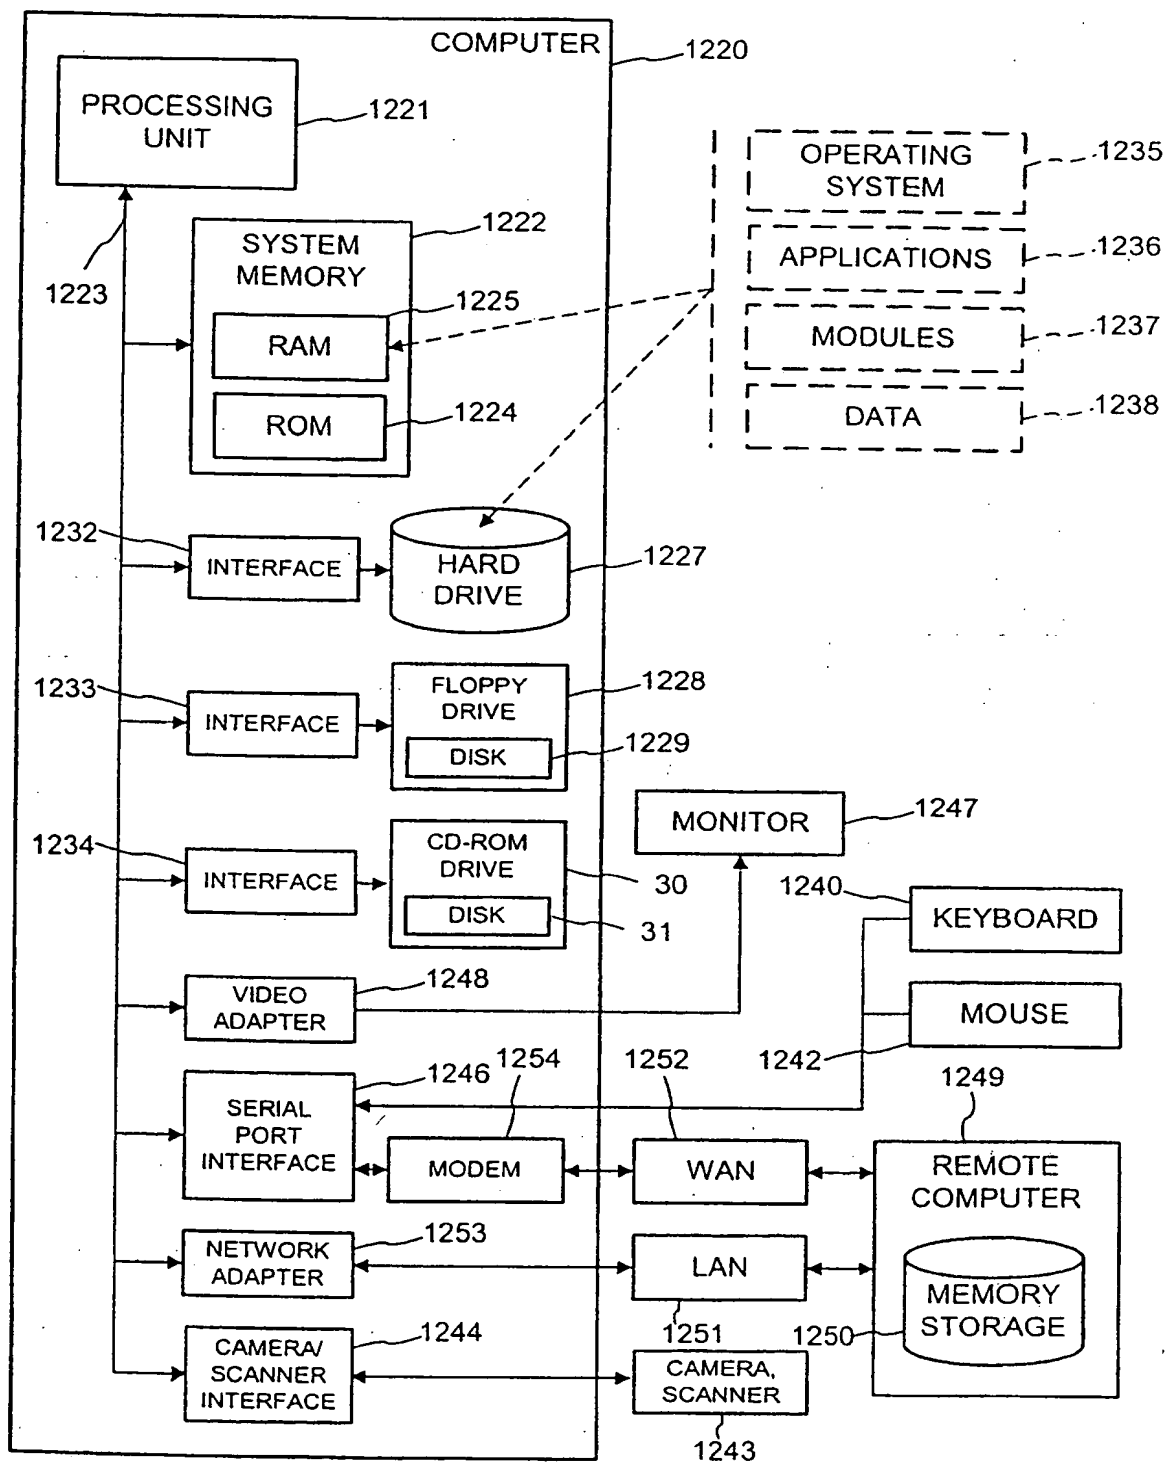 COMPUTER
1220
PROCESSING
UNIT
1221
1223
SYSTEM
MEMORY
1222
RAM
1225
ROM
1224
OPERATING
SYSTEM
1235
APPLICATIONS
1236
MODULES
1237
DATA
1238
1232
INTERFACE
HARD
DRIVE
1227
1233
INTERFACE
FLOPPY
DRIVE
1228
DISK
1229
1234
INTERFACE
CD-ROM
DRIVE
30
DISK
31
MONITOR
1247
1240
KEYBOARD
MOUSE
1242
VIDEO
ADAPTER
1248
SERIAL
PORT
INTERFACE
1246
1254
MODEM
1252
WAN
1249
REMOTE
COMPUTER
MEMORY
STORAGE
1250
NETWORK
ADAPTER
1253
LAN
1251
CAMERA/
SCANNER
INTERFACE
1244
CAMERA,
SCANNER
1243